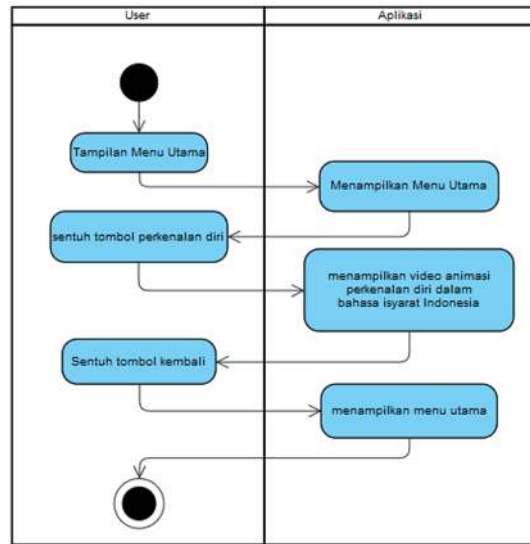 User
Aplikasi
Tampilan Menu Utama
Menampilkan Menu Utama
sentuh tombol perkenalan diri
menampilkan video animasi
perkenalan diri dalam
bahasa isyarat Indonesia
Sentuh tombol kembali
menampilkan menu utama